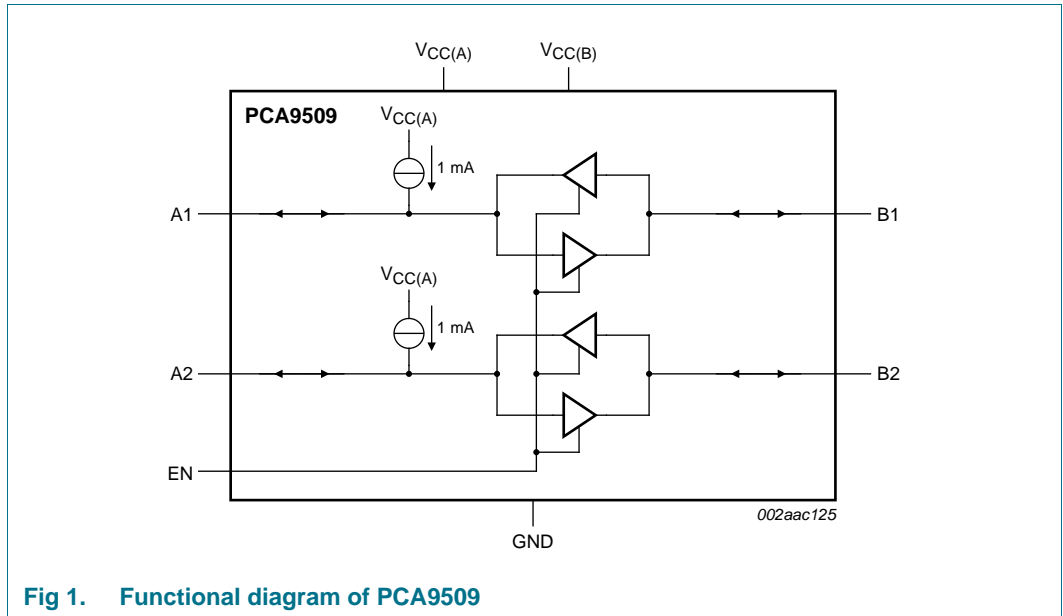 VCC(A) VCC(B)
PCA9509 VCC(A)
1 mA
A1 B1
VCC(A)
1 mA
A2 B2
EN
002aac125
GND
Fig 1. Functional diagram of PCA9509